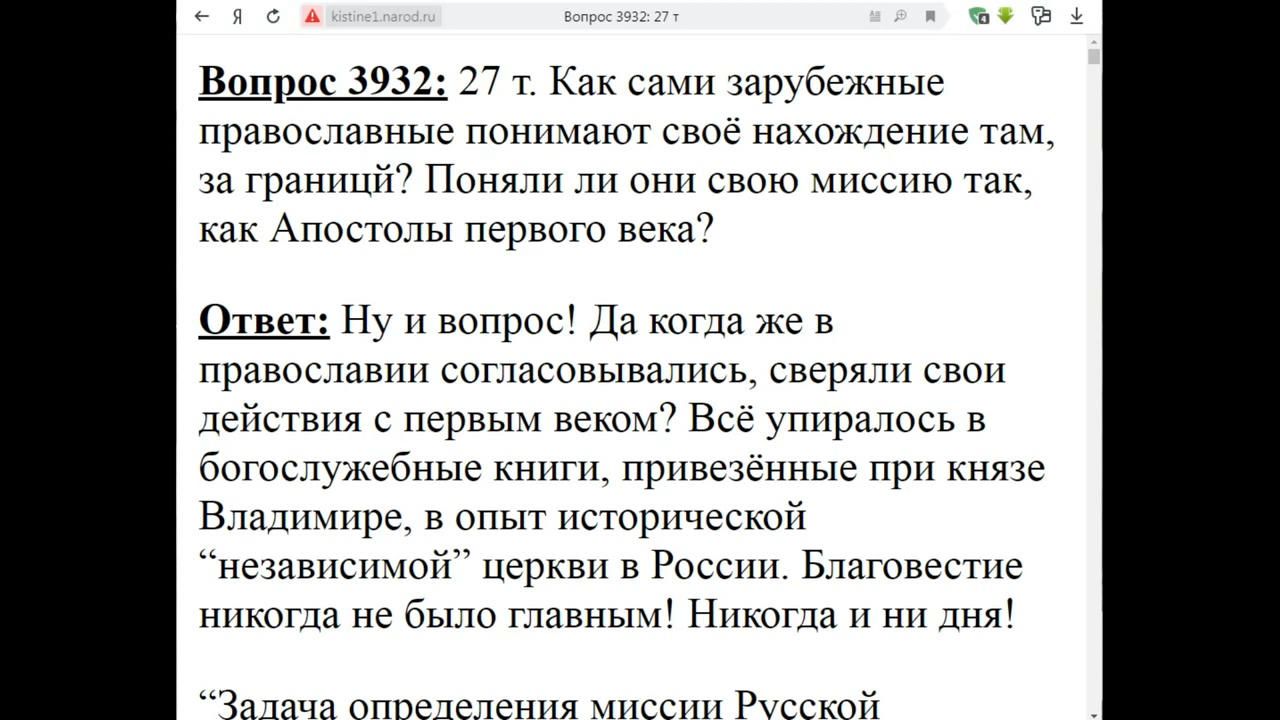 kistine1.narod.ru
Вопрос 3932: 27 т
4
Вопрос 3932: 27 т. Как сами зарубежные
православные понимают своё нахождение там,
за границй? Поняли ли они свою миссию так,
как Апостолы первого века?
Ответ: Ну и вопрос! Да когда же в
православии согласовывались, сверяли свои
действия с первым веком? Всё упиралось в
богослужебные книги, привезённые при князе
Владимире, в опыт исторической
“независимой” церкви в России. Благовестие
никогда не было главным! Никогда и ни дня!
“Задача определения миссии Русской